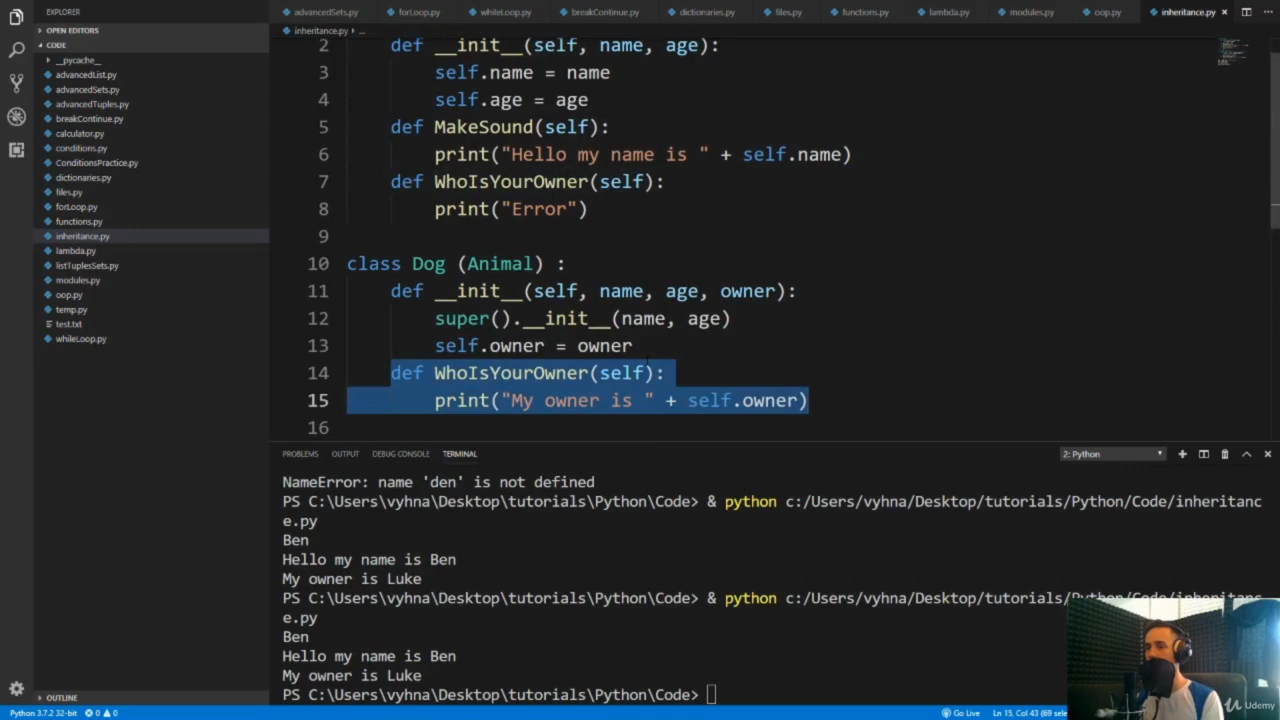 EXPLORER
advancedSets.py
forLoop.py
whileLoop.py
breakContinue.py
dictionaries.py
files.py
functions.py
lambda.py
modules.py
oop.py
inheritance.py ×
OPEN EDITORS
CODE
__pycache__
advancedList.py
advancedSets.py
advancedTuples.py
breakContinue.py
calculator.py
conditions.py
ConditionsPractice.py
dictionaries.py
files.py
forLoop.py
functions.py
inheritance.py
lambda.py
listTuplesSets.py
modules.py
oop.py
temp.py
test.txt
whileLoop.py
OUTLINE
inheritance.py › ...
2 def __init__(self, name, age):
3 self.name = name
4 self.age = age
5 def MakeSound(self):
6 print("Hello my name is " + self.name)
7 def WhoIsYourOwner(self):
8 print("Error")
9
10 class Dog (Animal) :
11 def __init__(self, name, age, owner):
12 super().__init__(name, age)
13 self.owner = owner
14 def WhoIsYourOwner(self):
15 print("My owner is " + self.owner)
16
PROBLEMS OUTPUT DEBUG CONSOLE TERMINAL 2: Python
NameError: name 'den' is not defined
PS C:\Users\vyhna\Desktop\tutorials\Python\Code> & python c:/Users/vyhna/Desktop/tutorials/Python/Code/inheritanc
e.py
Ben
Hello my name is Ben
My owner is Luke
PS C:\Users\vyhna\Desktop\tutorials\Python\Code> & python c:/Users/vyhna/Desktop/tutorials/Python/Code/inheritanc
e.py
Ben
Hello my name is Ben
My owner is Luke
PS C:\Users\vyhna\Desktop\tutorials\Python\Code>
Udemy
Python 3.7.2 32-bit 0 0 Go Live Ln 15, Col 43 (69